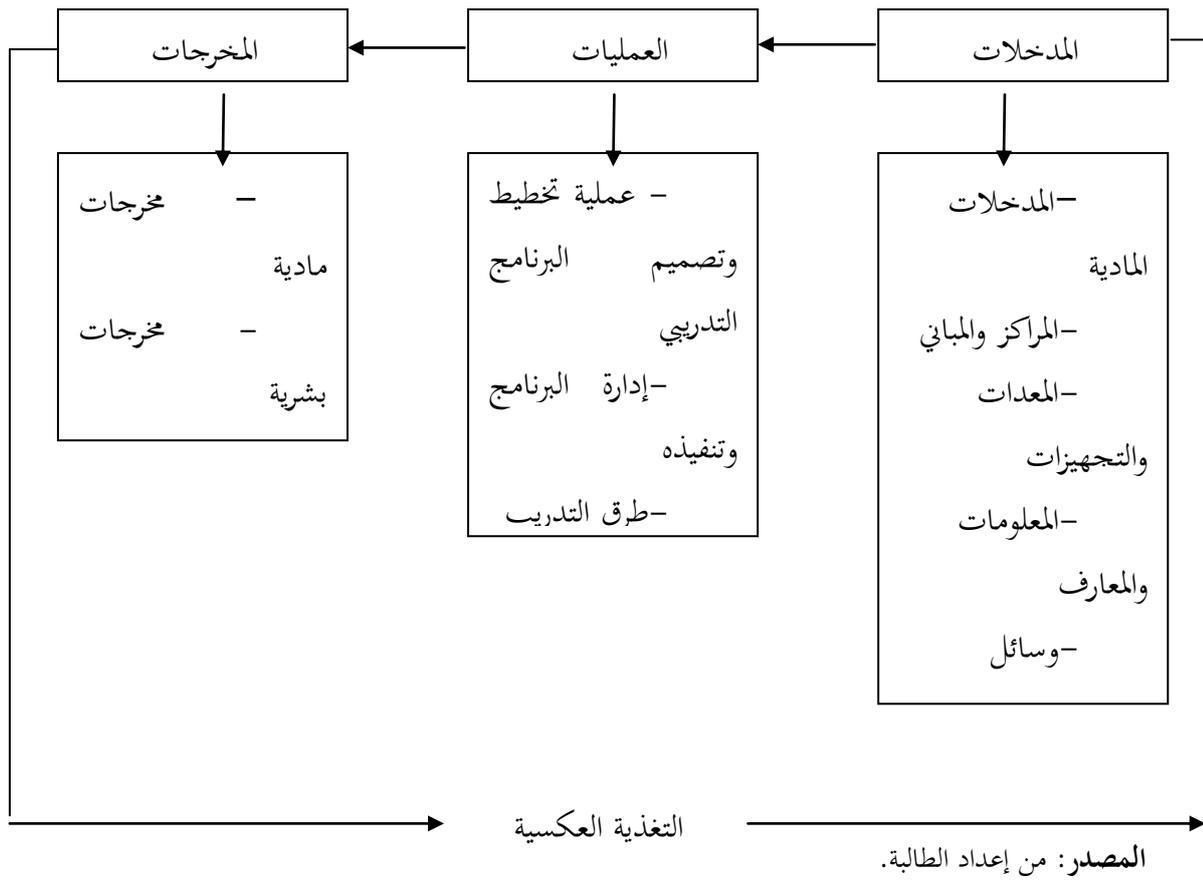 المدخلات
العمليات
المخرجات
–المدخلات
المادية
–المراكز والمباني
–المعدات
والتجهيزات
–المعلومات
والمعارف
–وسائل
– عملية تخطيط
وتصميم البرنامج
التدريبي
–إدارة البرنامج
وتنفيذه
–طرق التدريب
– مخرجات
مادية
– مخرجات
بشرية
التغذية العكسية
المصدر: من إعداد الطالبة.